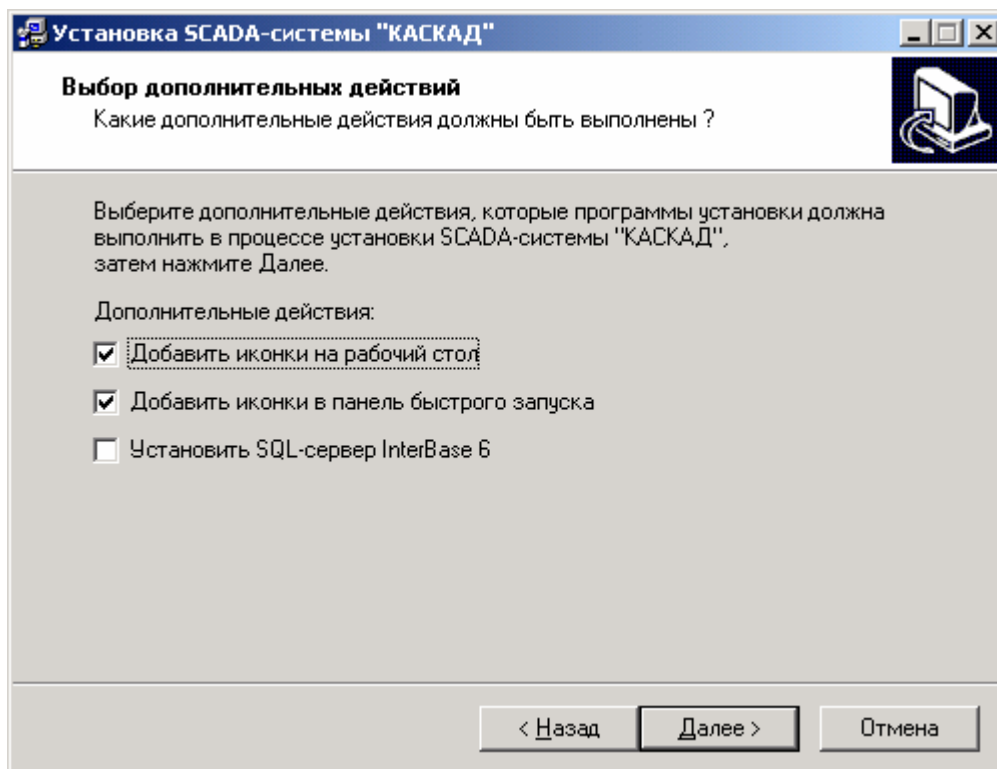 Установка SCADA-системы "КАСКАД"
Выбор дополнительных действий
Какие дополнительные действия должны быть выполнены ?
Выберите дополнительные действия, которые программы установки должна
выполнить в процессе установки SCADA-системы "КАСКАД",
затем нажмите Далее.
Дополнительные действия:
Добавить иконки на рабочий стол
Добавить иконки в панель быстрого запуска
Установить SQL-сервер InterBase 6
< Назад Далее > Отмена